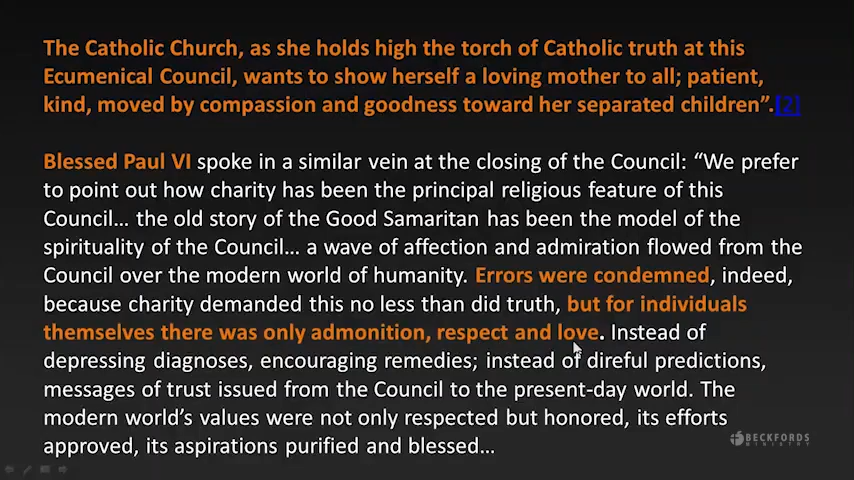 The Catholic Church, as she holds high the torch of Catholic truth at this
Ecumenical Council, wants to show herself a loving mother to all; patient,
kind, moved by compassion and goodness toward her separated children”.[2]
Blessed Paul VI spoke in a similar vein at the closing of the Council: “We prefer
to point out how charity has been the principal religious feature of this
Council… the old story of the Good Samaritan has been the model of the
spirituality of the Council… a wave of affection and admiration flowed from the
Council over the modern world of humanity. Errors were condemned, indeed,
because charity demanded this no less than did truth, but for individuals
themselves there was only admonition, respect and love. Instead of
depressing diagnoses, encouraging remedies; instead of direful predictions,
messages of trust issued from the Council to the present-day world. The
modern world’s values were not only respected but honored, its efforts
approved, its aspirations purified and blessed…
BECKFORDS
MINISTRY